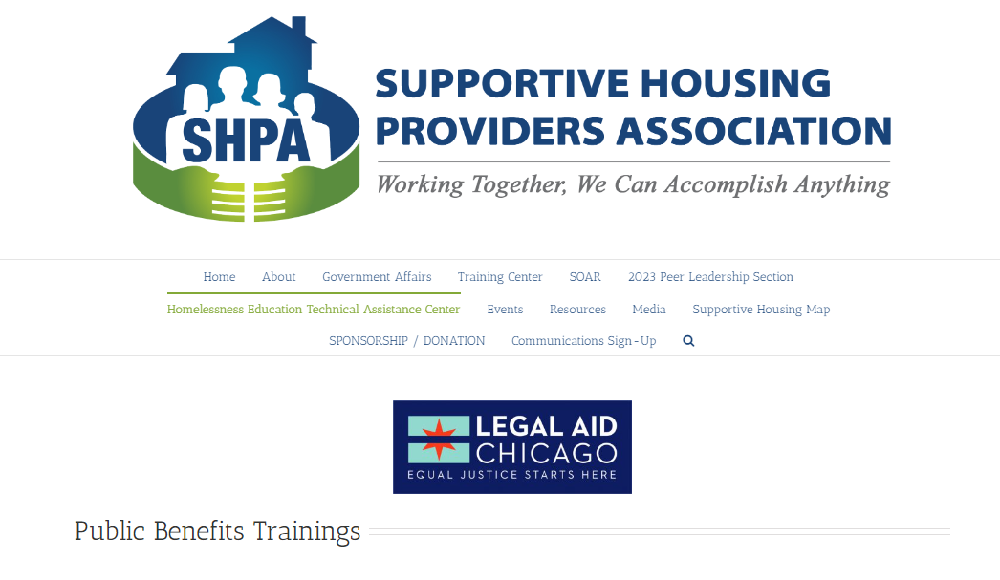 SHPA
SUPPORTIVE HOUSING
PROVIDERS ASSOCIATION
Working Together, We Can Accomplish Anything
Home About Government Affairs Training Center SOAR 2023 Peer Leadership Section
Homelessness Education Technical Assistance Center Events Resources Media Supportive Housing Map
SPONSORSHIP / DONATION Communications Sign-Up
LEGAL AID
CHICAGO
EQUAL JUSTICE STARTS HERE
Public Benefits Trainings